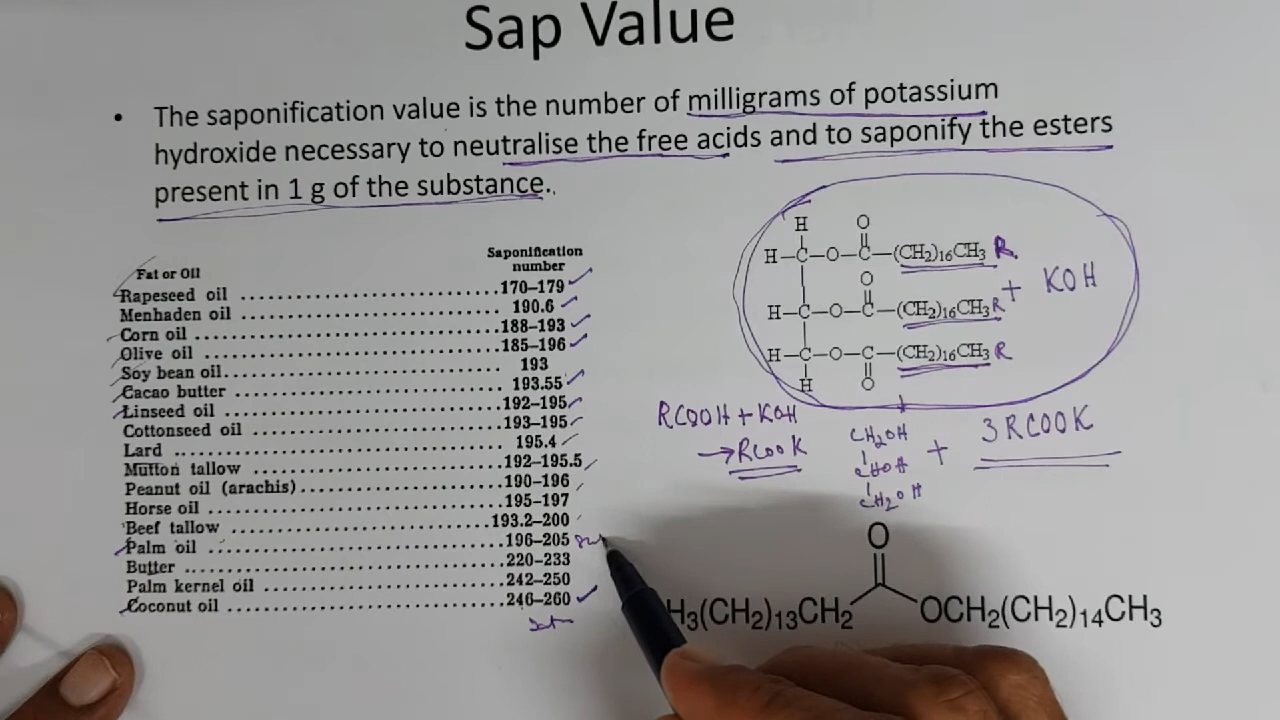 Sap Value
• The saponification value is the number of milligrams of potassium
hydroxide necessary to neutralise the free acids and to saponify the esters
present in 1 g of the substance.
Fat or Oil Saponification
number
Rapeseed oil 170–179
Menhaden oil 190.6
Corn oil 188–193
Olive oil 185–196
Soy bean oil 193
Cacao butter 193.55
Linseed oil 192–195
Cottonseed oil 193–195
Lard 195.4
Mutton tallow 192–195.5
Peanut oil (arachis) 190–196
Horse oil 195–197
Beef tallow 193.2–200
Palm oil 196–205
Butter 220–233
Palm kernel oil 242–250
Coconut oil 246–260
H O
H–C–O–C–(CH2)16CH3 R
O
H–C–O–C–(CH2)16CH3 R + KOH
H–C–O–C–(CH2)16CH3 R
H O
RCOOH + KOH
→ RCOOK
CH2OH
CHOH + 3RCOOK
CH2OH
O
H3(CH2)13CH2 OCH2(CH2)14CH3